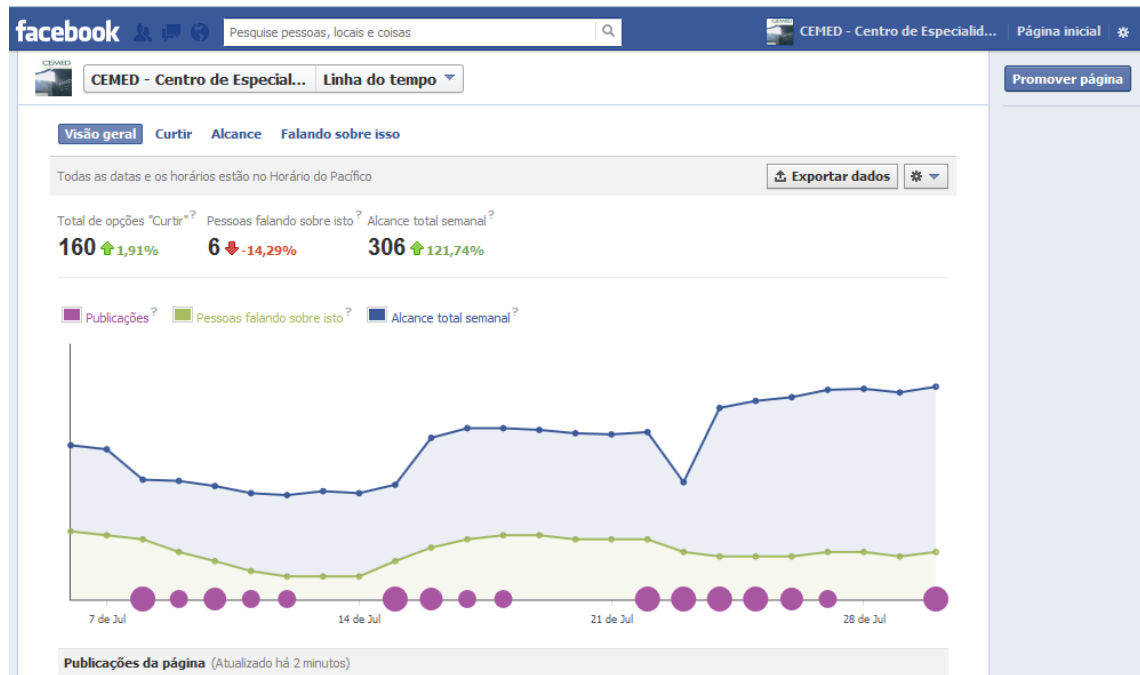 facebook Pesquise pessoas, locais e coisas CEMED - Centro de Especialid... Página inicial
CEMED
CEMED - Centro de Especial... Linha do tempo Promover página
Visão geral Curtir Alcance Falando sobre isso
Todas as datas e os horários estão no Horário do Pacífico Exportar dados
Total de opções "Curtir"? Pessoas falando sobre isto? Alcance total semanal?
160 1,91% 6 -14,29% 306 121,74%
Publicações? Pessoas falando sobre isto? Alcance total semanal?
7 de Jul 14 de Jul 21 de Jul 28 de Jul
Publicações da página (Atualizado há 2 minutos)